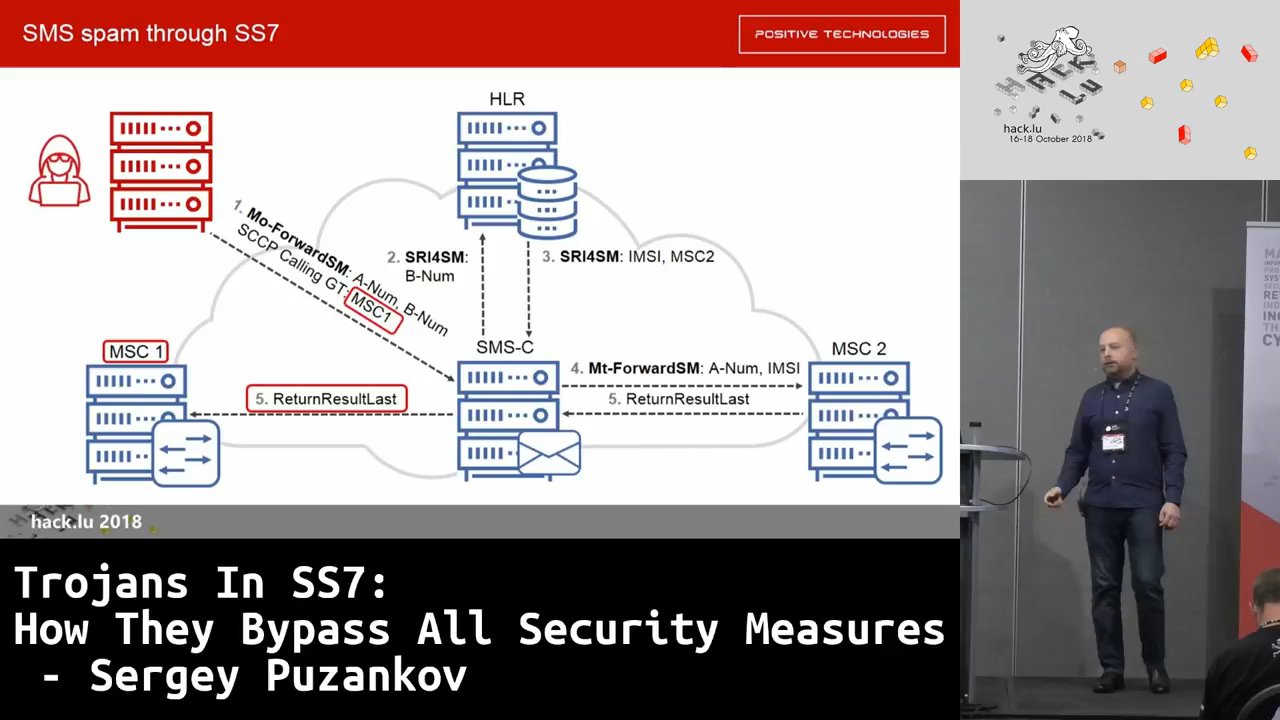 SMS spam through SS7
POSITIVE TECHNOLOGIES
HLR
1. Mo-ForwardSM: A-Num, B-Num
SCCP Calling GT: MSC1
2. SRI4SM:
B-Num
3. SRI4SM: IMSI, MSC2
MSC 1
SMS-C
MSC 2
4. Mt-ForwardSM: A-Num, IMSI
5. ReturnResultLast
5. ReturnResultLast
hack.lu 2018
Trojans In SS7:
How They Bypass All Security Measures
- Sergey Puzankov
HACK
LU
hack.lu
16-18 October 2018